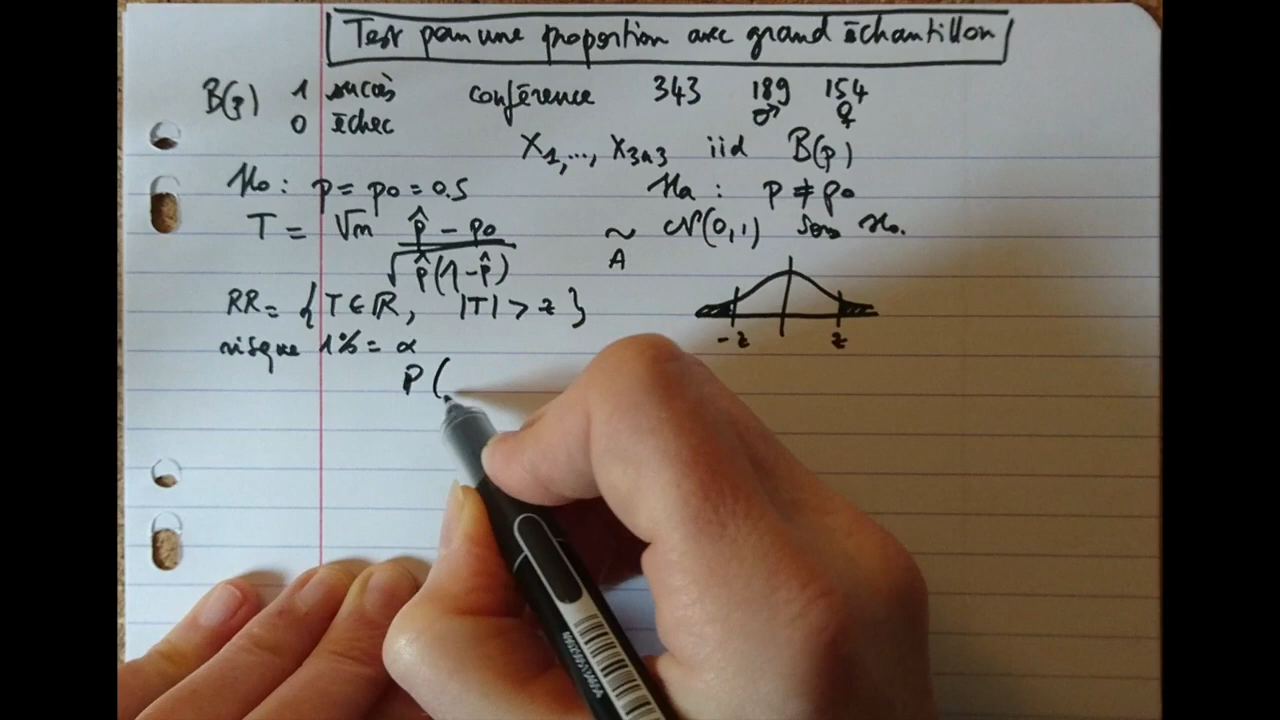 Test pour une proportion avec grand échantillon
B(p) 1 succès conférence 343 189 154
0 échec ♂ ♀
X1,..., X343 iid B(p)
H0 : p = p0 = 0.5 Ha : p ≠ p0
T = √n (p̂ - p0) / √(p̂(1-p̂)) ~A N(0,1) sous H0.
RR = { T ∈ ℝ, |T| > z }
-z z
risque 1% = α
P(